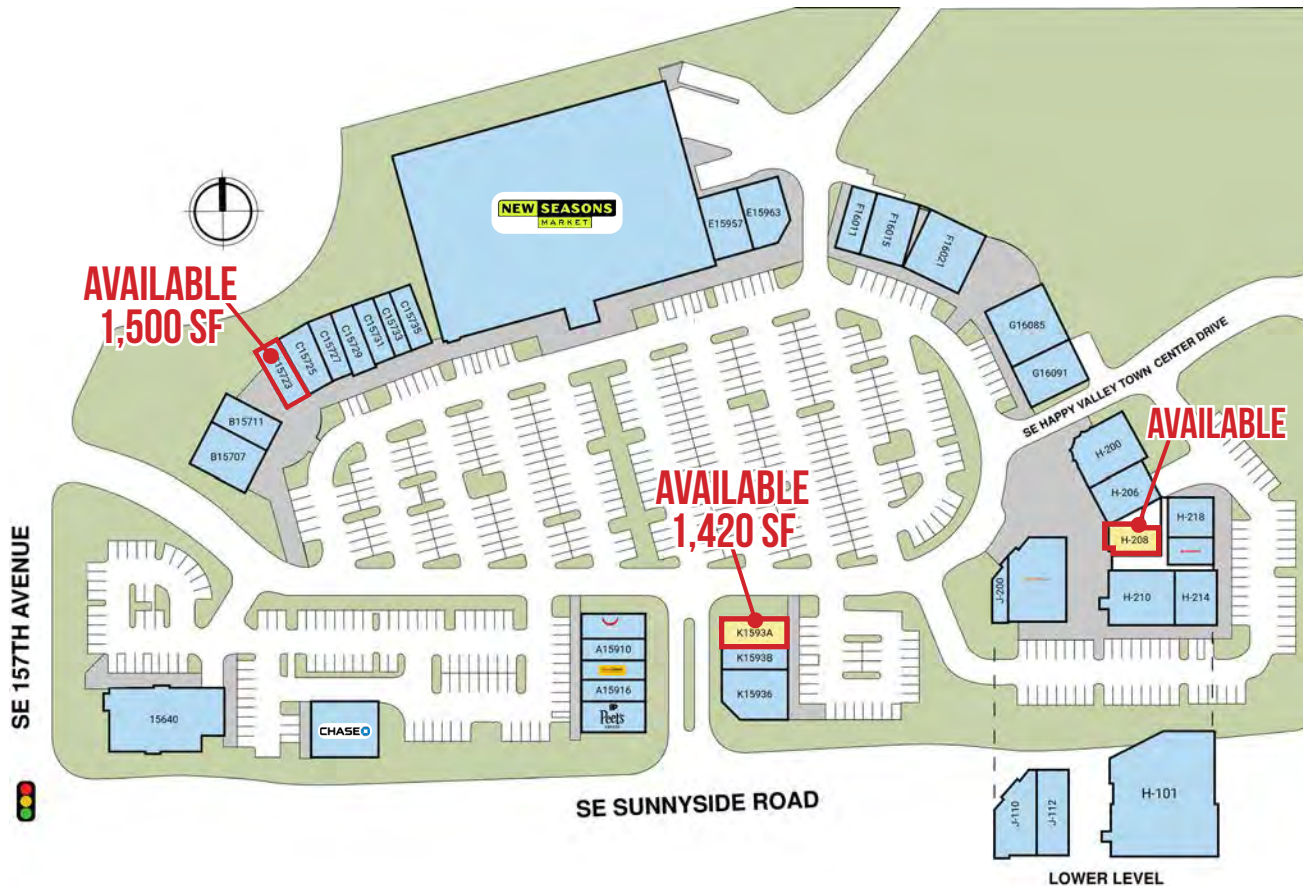 NEW SEASONS
MARKET
E15957
E15963
F16011
F16015
F16021
AVAILABLE
1,500 SF
C15735
C15733
C15731
C15729
C15727
C15725
15723
G16085
G16091
SE HAPPY VALLEY TOWN CENTER DRIVE
B15711
B15707
AVAILABLE
H-200
H-206
H-208
H-218
H-210
H-214
J-200
AVAILABLE
1,420 SF
SE 157TH AVENUE
K1593A
K1593B
K15936
A15910
A15916
Peet's
15640
CHASE
SE SUNNYSIDE ROAD
J-110
J-112
H-101
LOWER LEVEL